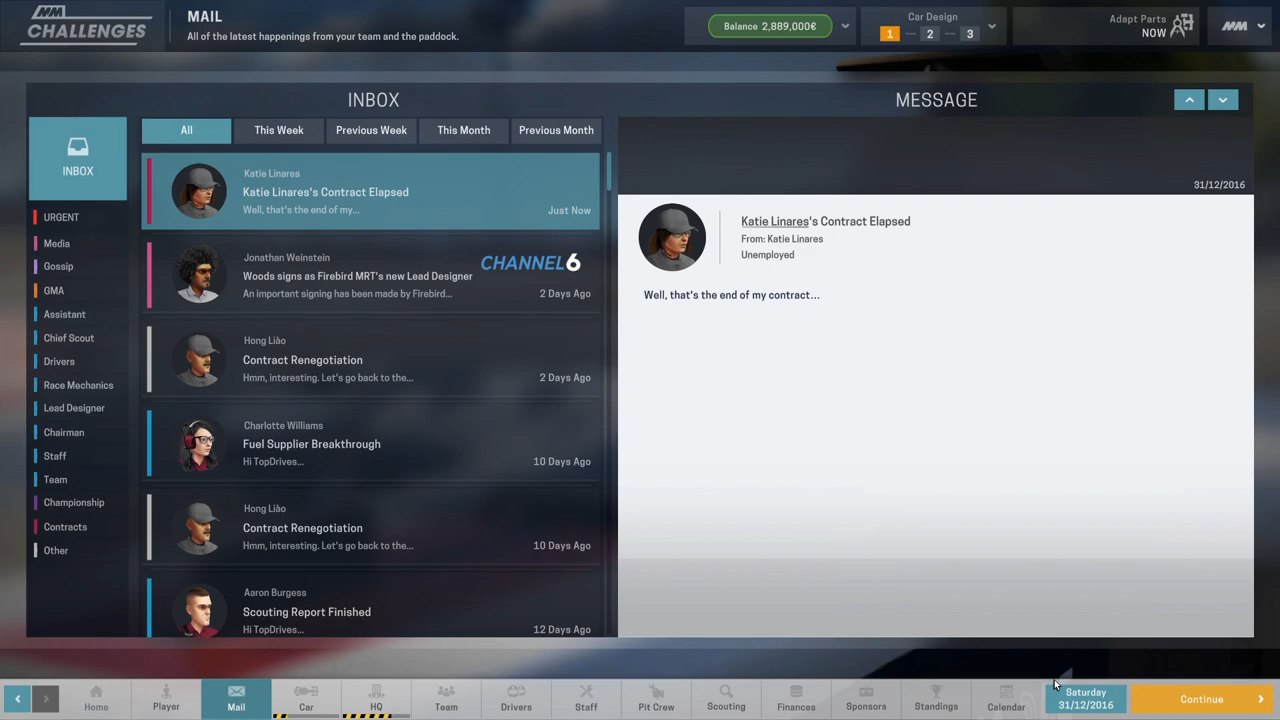 MM
CHALLENGES
MAIL
All of the latest happenings from your team and the paddock.
Balance 2,889,000€
Car Design
1 2 3
Adapt Parts
NOW
MM
INBOX
MESSAGE
INBOX
All
This Week
Previous Week
This Month
Previous Month
URGENT
Media
Gossip
GMA
Assistant
Chief Scout
Drivers
Race Mechanics
Lead Designer
Chairman
Staff
Team
Championship
Contracts
Other
Katie Linares
Katie Linares's Contract Elapsed
Well, that's the end of my...
Just Now
Jonathan Weinstein
CHANNEL6
Woods signs as Firebird MRT's new Lead Designer
An important signing has been made by Firebird...
2 Days Ago
Hong Liào
Contract Renegotiation
Hmm, interesting. Let's go back to the...
2 Days Ago
Charlotte Williams
Fuel Supplier Breakthrough
Hi TopDrives...
10 Days Ago
Hong Liào
Contract Renegotiation
Hmm, interesting. Let's go back to the...
10 Days Ago
Aaron Burgess
Scouting Report Finished
Hi TopDrives...
12 Days Ago
31/12/2016
Katie Linares's Contract Elapsed
From: Katie Linares
Unemployed
Well, that's the end of my contract...
Home
Player
Mail
Car
HQ
Team
Drivers
Staff
Pit Crew
Scouting
Finances
Sponsors
Standings
Calendar
Saturday
31/12/2016
Continue